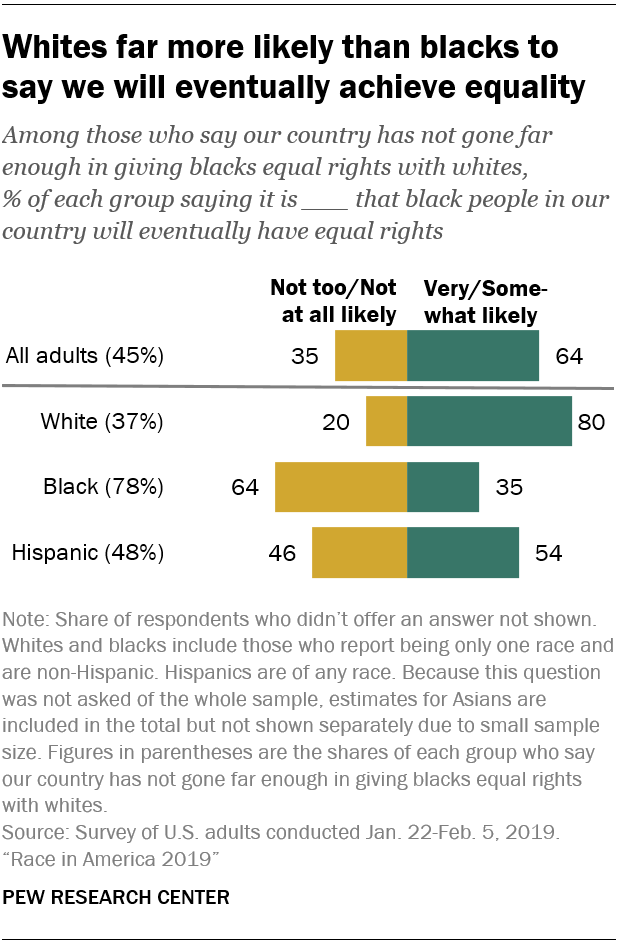 Whites far more likely than blacks to
say we will eventually achieve equality
Among those who say our country has not gone far
enough in giving blacks equal rights with whites,
% of each group saying it is ___ that black people in our
country will eventually have equal rights
Not too/Not
at all likely
Very/Some-
what likely
All adults (45%) 35 64
White (37%) 20 80
Black (78%) 64 35
Hispanic (48%) 46 54
Note: Share of respondents who didn’t offer an answer not shown.
Whites and blacks include those who report being only one race and
are non-Hispanic. Hispanics are of any race. Because this question
was not asked of the whole sample, estimates for Asians are
included in the total but not shown separately due to small sample
size. Figures in parentheses are the shares of each group who say
our country has not gone far enough in giving blacks equal rights
with whites.
Source: Survey of U.S. adults conducted Jan. 22-Feb. 5, 2019.
“Race in America 2019”
PEW RESEARCH CENTER